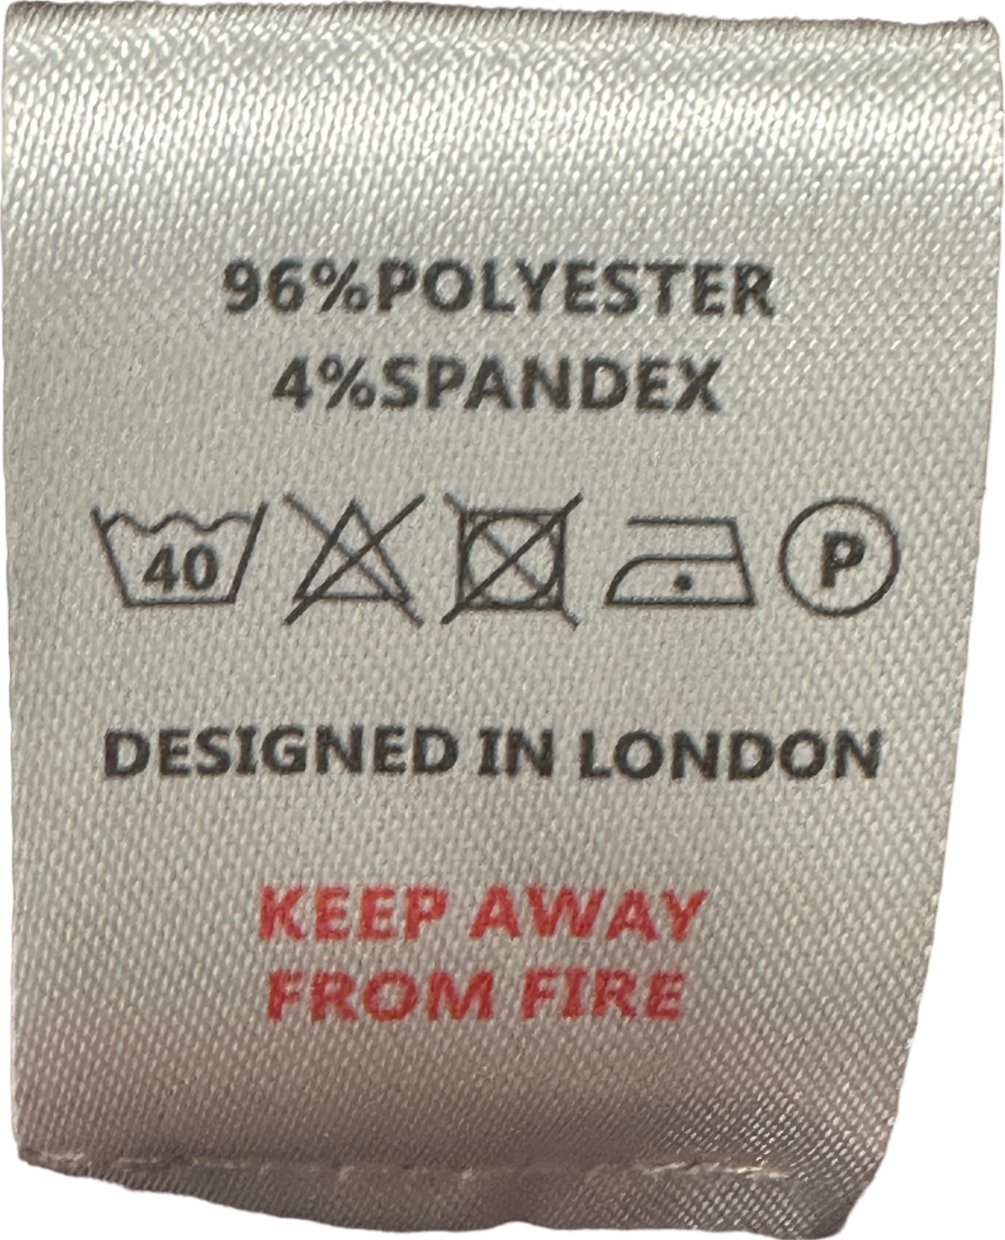 96%POLYESTER
4%SPANDEX
40 P
DESIGNED IN LONDON
KEEP AWAY
FROM FIRE